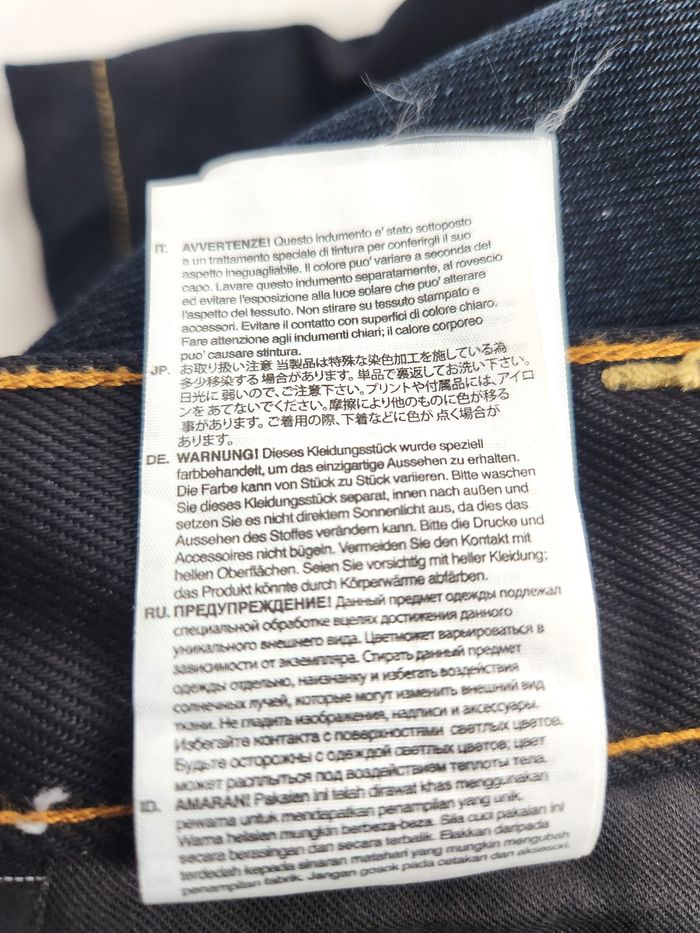 IT. AVVERTENZE! Questo indumento e' stato sottoposto
a un trattamento speciale di tintura per conferirgli il suo
aspetto ineguagliabile. Il colore puo' variare a seconda del
capo. Lavare questo indumento separatamente, al rovescio
ed evitare l'esposizione alla luce solare che puo' alterare
l'aspetto del tessuto. Non stirare su tessuto stampato e
accessori. Evitare il contatto con superfici di colore chiaro.
Fare attenzione agli indumenti chiari; il calore corporeo
puo' causare stintura.
JP. お取り扱い注意 当製品は特殊な染色加工を施している為
多少移染する場合があります。単品で裏返してお洗い下さい。
日光に 弱いので、ご注意下さい。プリントや付属品には、アイロ
ンを あてないでください。摩擦により他のものに色が移る
事があります。ご着用の際、下着などに色が 点く場合が
あります。
DE. WARNUNG! Dieses Kleidungsstück wurde speziell
farbbehandelt, um das einzigartige Aussehen zu erhalten.
Die Farbe kann von Stück zu Stück variieren. Bitte waschen
Sie dieses Kleidungsstück separat, innen nach außen und
setzen Sie es nicht direktem Sonnenlicht aus, da dies das
Aussehen des Stoffes verändern kann. Bitte die Drucke und
Accessoires nicht bügeln. Vermeiden Sie den Kontakt mit
hellen Oberflächen. Seien Sie vorsichtig mit heller Kleidung;
das Produkt könnte durch Körperwärme abfärben.
RU. ПРЕДУПРЕЖДЕНИЕ! Данный предмет одежды подлежал
специальной обработке вцелях достижения данного
уникального внешнего вида. Цветможет варьироваться в
зависимости от экземпляра. Стирать данный предмет
одежды отдельно, наизнанку и избегать воздействия
солнечных лучей, которые могут изменить внешний вид
ткани. Не гладить изображения, надписи и аксессуары.
Избегайте контакта с поверхностями светлых цветов.
Будьте осторожны с одеждой светлых цветов; цвет
может расплыться под воздействием теплоты тела.
ID. AMARAN! Pakaian ini telah dirawat khas menggunakan
pewarna untuk mendapatkan penampilan yang unik.
Warna helaian mungkin berbeza-beza. Sila cuci pakaian ini
secara berasingan dan secara terbalik. Elakkan daripada
terdedah kepada sinaran matahari yang mungkin mengubah
penampilan fabrik. Jangan gosok pada cetakan dan aksesori.